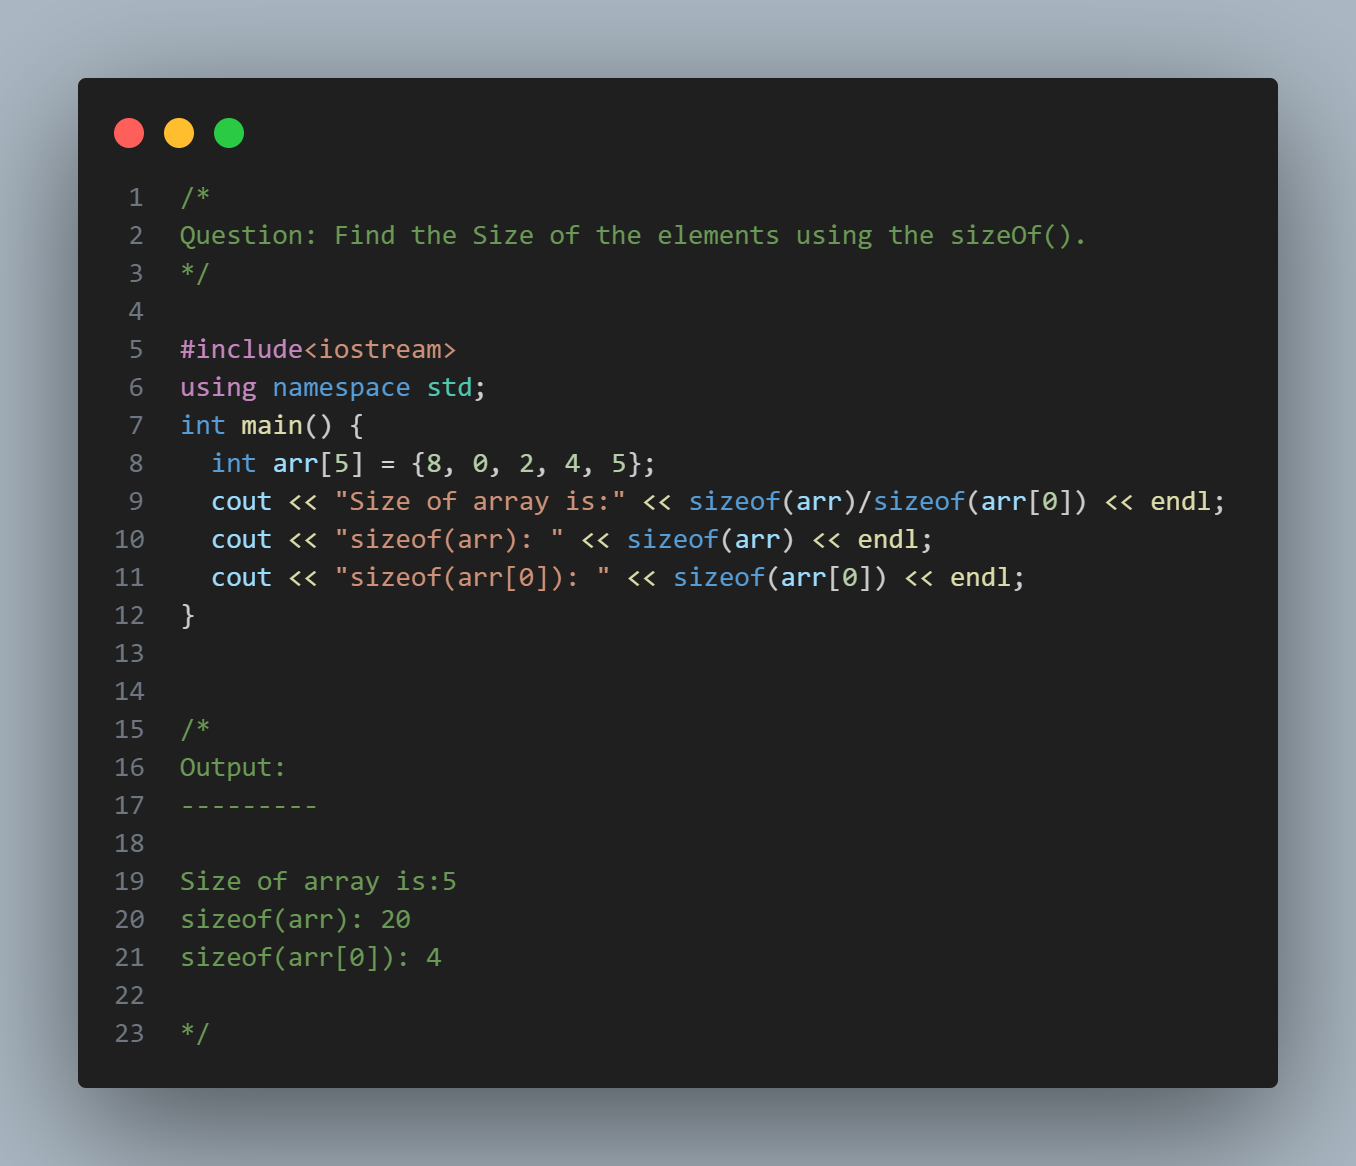 1 /*
2 Question: Find the Size of the elements using the sizeOf().
3 */
4
5 #include<iostream>
6 using namespace std;
7 int main() {
8   int arr[5] = {8, 0, 2, 4, 5};
9   cout << "Size of array is:" << sizeof(arr)/sizeof(arr[0]) << endl;
10   cout << "sizeof(arr): " << sizeof(arr) << endl;
11   cout << "sizeof(arr[0]): " << sizeof(arr[0]) << endl;
12 }
13
14
15 /*
16 Output:
17 ---------
18
19 Size of array is:5
20 sizeof(arr): 20
21 sizeof(arr[0]): 4
22
23 */